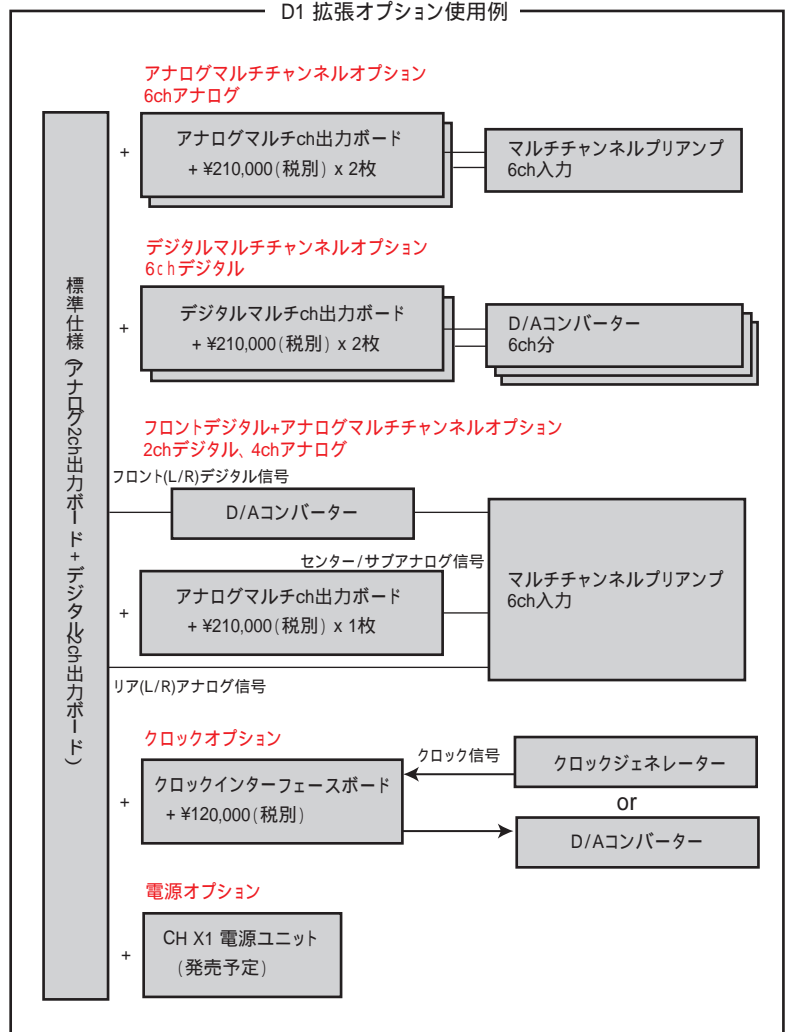 D1 拡張オプション使用例
標準仕様(アナログ2ch出力ボード+デジタル2ch出力ボード)
アナログマルチチャンネルオプション
6chアナログ
+
アナログマルチch出力ボード
+ ¥210,000(税別) x 2枚
マルチチャンネルプリアンプ
6ch入力
デジタルマルチチャンネルオプション
6chデジタル
+
デジタルマルチch出力ボード
+ ¥210,000(税別) x 2枚
D/Aコンバーター
6ch分
フロントデジタル+アナログマルチチャンネルオプション
2chデジタル、4chアナログ
フロント(L/R)デジタル信号
D/Aコンバーター
センター/サブアナログ信号
+
アナログマルチch出力ボード
+ ¥210,000(税別) x 1枚
マルチチャンネルプリアンプ
6ch入力
リア(L/R)アナログ信号
クロックオプション
+
クロックインターフェースボード
+ ¥120,000(税別)
クロック信号
クロックジェネレーター
or
D/Aコンバーター
電源オプション
+
CH X1 電源ユニット
(発売予定)